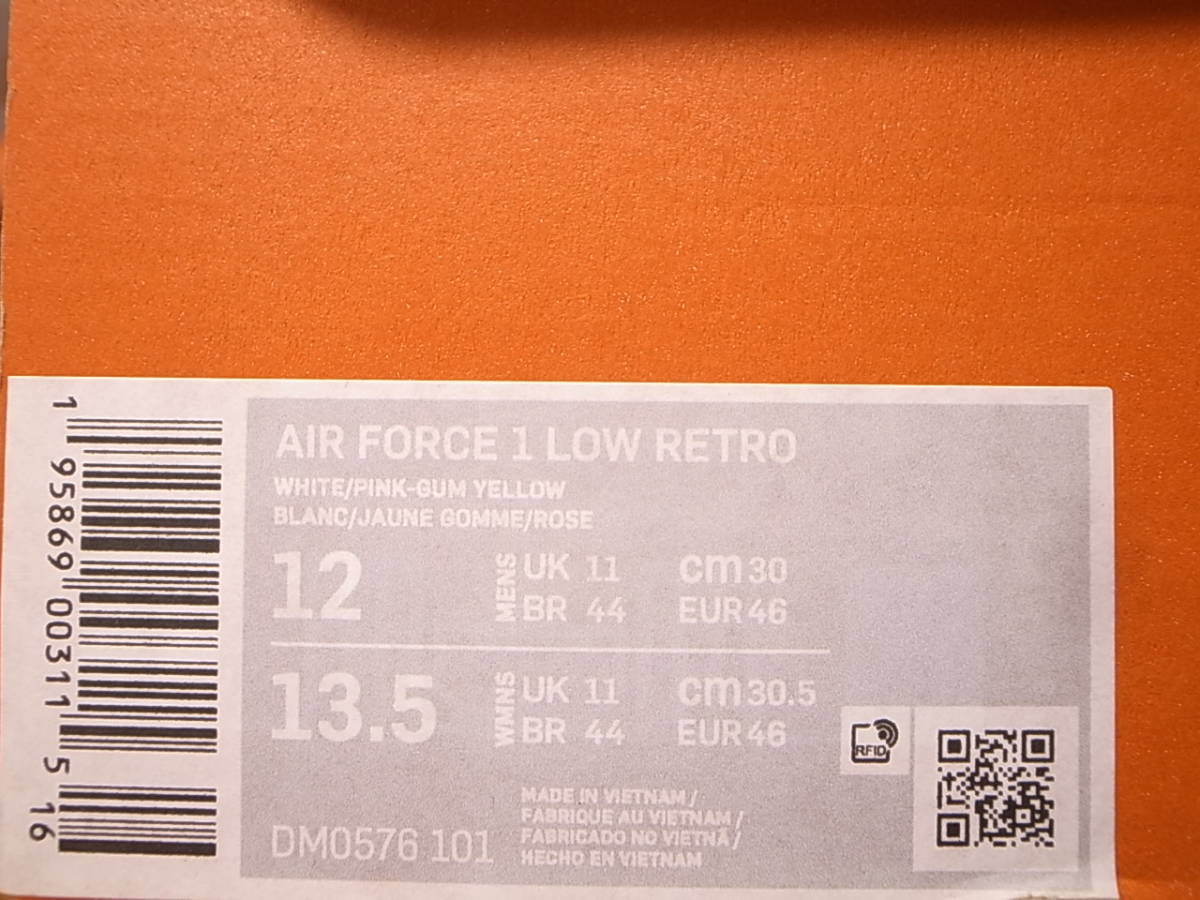 AIR FORCE 1 LOW RETRO
WHITE/PINK-GUM YELLOW
BLANC/JAUNE GOMME/ROSE
12 MENS UK 11 cm 30
BR 44 EUR 46
13.5 WMNS UK 11 cm 30.5
BR 44 EUR 46
RFID
DM0576 101
MADE IN VIETNAM /
FABRIQUE AU VIETNAM /
FABRICADO NO VIETNÃ /
HECHO EN VIETNAM
1 95869 00311 5 16